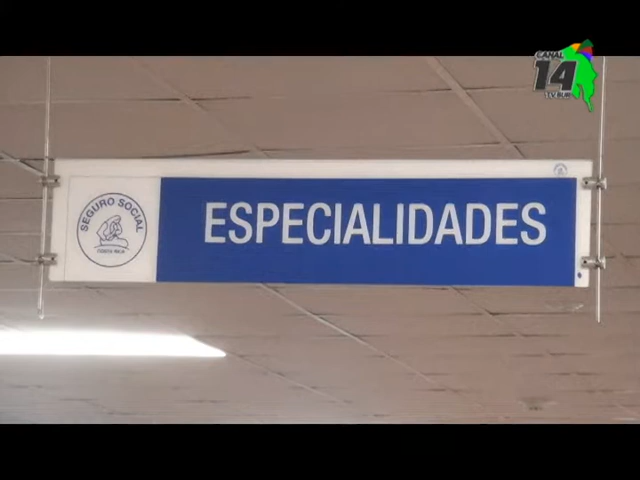 CANAL
14
TV SUR
SEGURO SOCIAL
COSTA RICA
ESPECIALIDADES